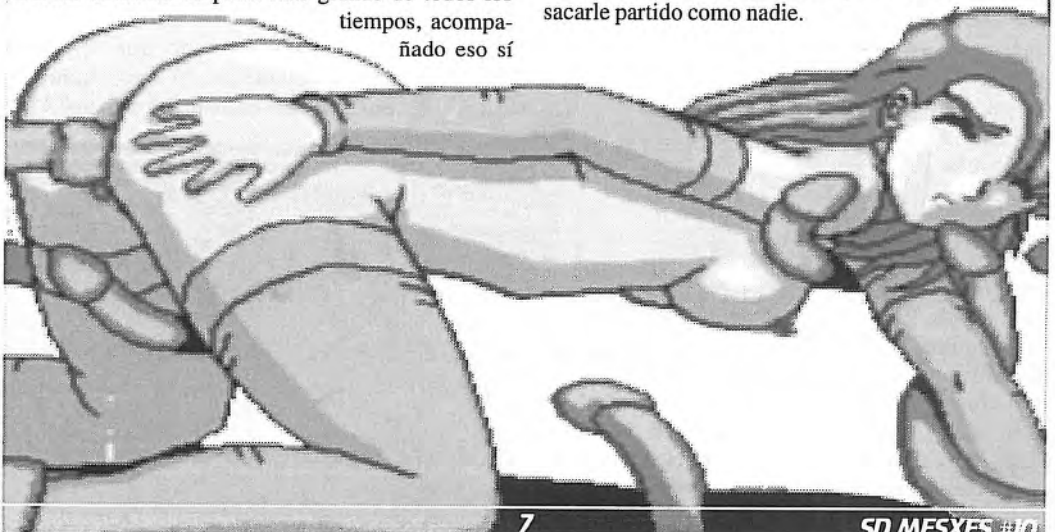 tiempos, acompa-
ñado eso sí
sacarle partido como nadie.
7
SD MESXES #10